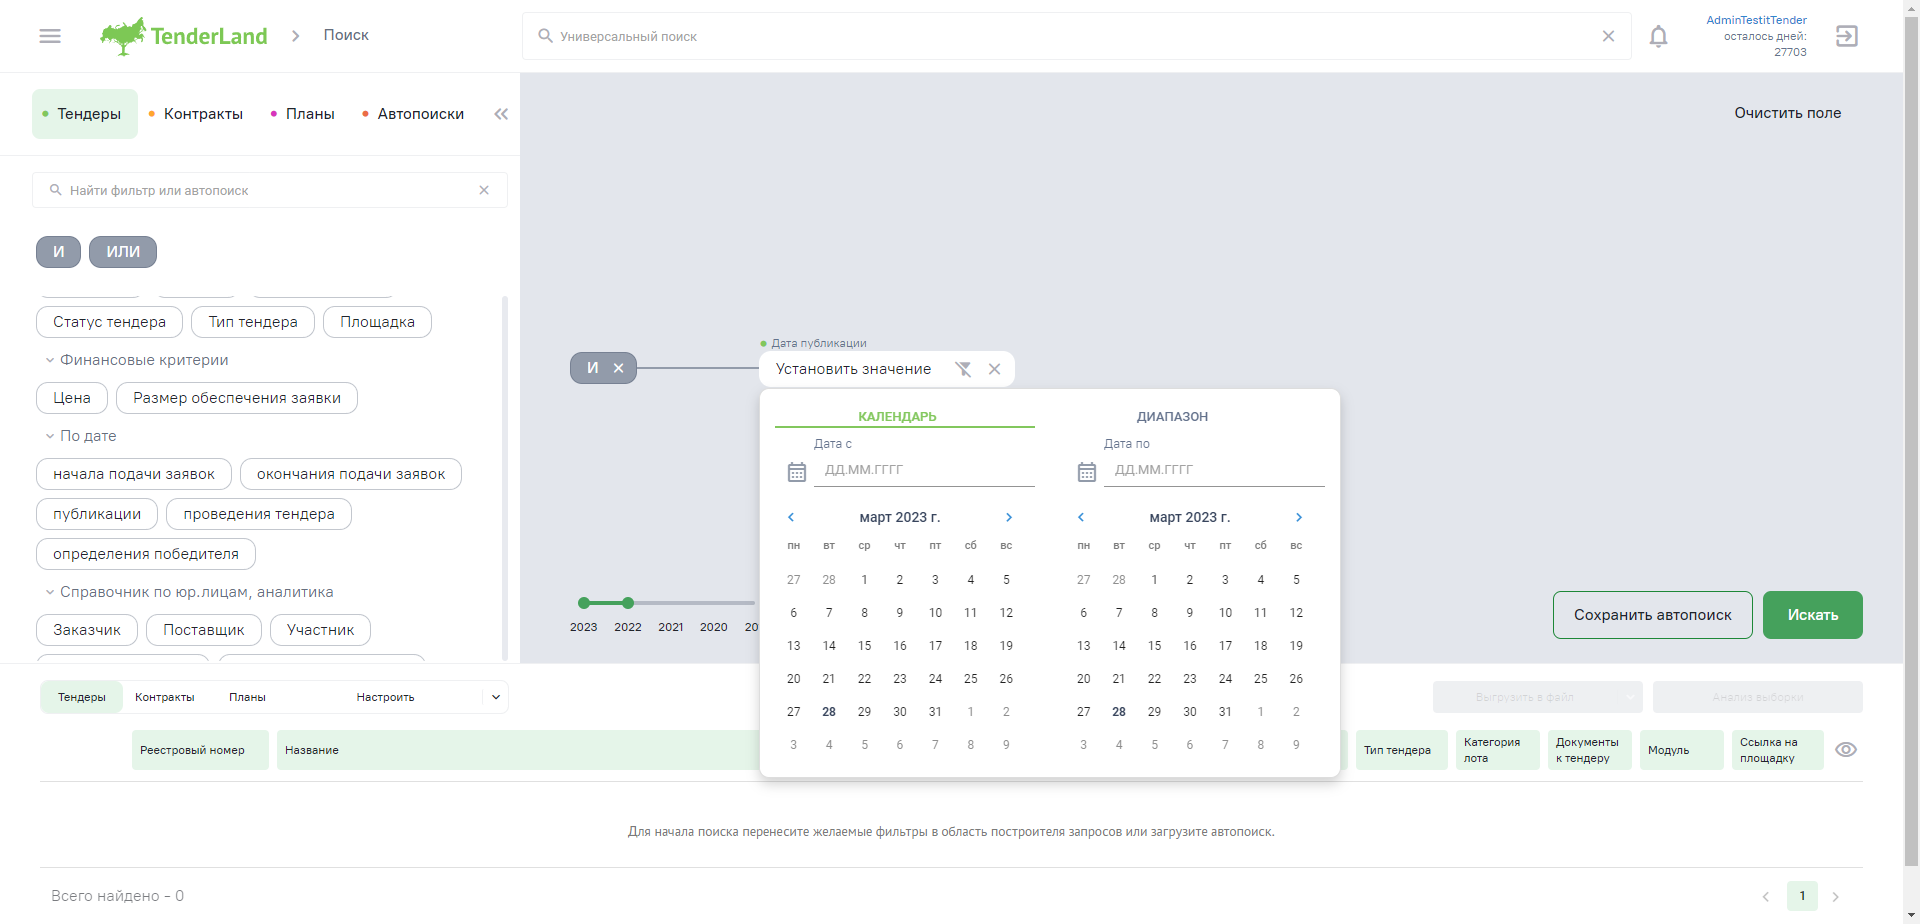 TenderLand
Поиск
Универсальный поиск
AdminTestitTender
осталось дней:
27703
Тендеры
Контракты
Планы
Автопоиски
Очистить поле
Найти фильтр или автопоиск
И
ИЛИ
Статус тендера
Тип тендера
Площадка
Финансовые критерии
Цена
Размер обеспечения заявки
По дате
начала подачи заявок
окончания подачи заявок
публикации
проведения тендера
определения победителя
Справочник по юр.лицам, аналитика
Заказчик
Поставщик
Участник
И
Дата публикации
Установить значение
КАЛЕНДАРЬ
ДИАПАЗОН
Дата с
ДД.ММ.ГГГГ
март 2023 г.
пн вт ср чт пт сб вс
27 28 1 2 3 4 5
6 7 8 9 10 11 12
13 14 15 16 17 18 19
20 21 22 23 24 25 26
27 28 29 30 31 1 2
3 4 5 6 7 8 9
Дата по
ДД.ММ.ГГГГ
март 2023 г.
пн вт ср чт пт сб вс
27 28 1 2 3 4 5
6 7 8 9 10 11 12
13 14 15 16 17 18 19
20 21 22 23 24 25 26
27 28 29 30 31 1 2
3 4 5 6 7 8 9
2023 2022 2021 2020
Сохранить автопоиск
Искать
Тендеры
Контракты
Планы
Настроить
Выгрузить в файл
Анализ выборки
Реестровый номер
Название
Тип тендера
Категория
лота
Документы
к тендеру
Модуль
Ссылка на
площадку
Для начала поиска перенесите желаемые фильтры в область построителя запросов или загрузите автопоиск.
Всего найдено - 0
1